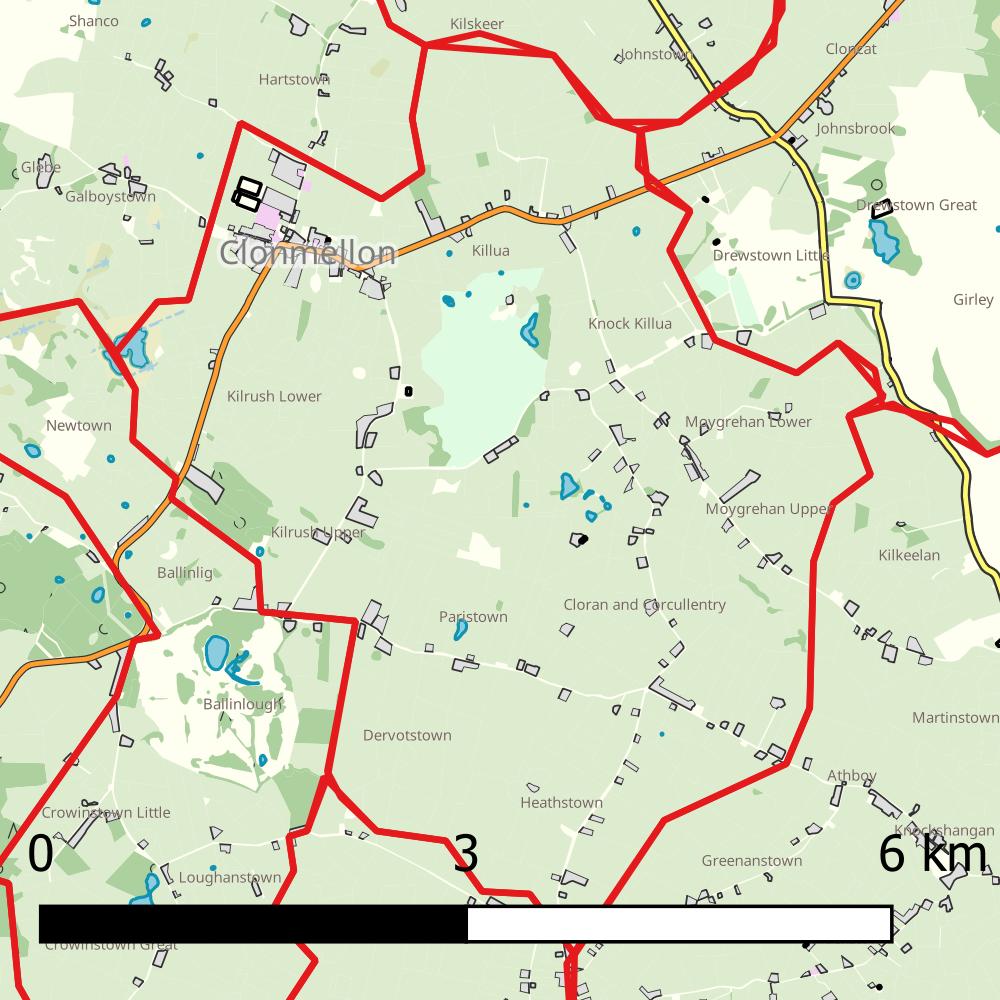 Shanco
Kilskeer
Johnstown
Cloncat
Hartstown
Johnsbrook
Glebe
Galboystown
Drewstown Great
Clonmellon
Killua
Drewstown Little
Girley
Knock Killua
Kilrush Lower
Newtown
Moygrehan Lower
Moygrehan Upper
Kilrush Upper
Kilkeelan
Ballinlig
Cloran and Corcullentry
Paristown
Ballinlough
Martinstown
Dervotstown
Athboy
Heathstown
Crowinstown Little
Knockshangan
0 3 6 km
Greenanstown
Loughanstown
Crowinstown Great